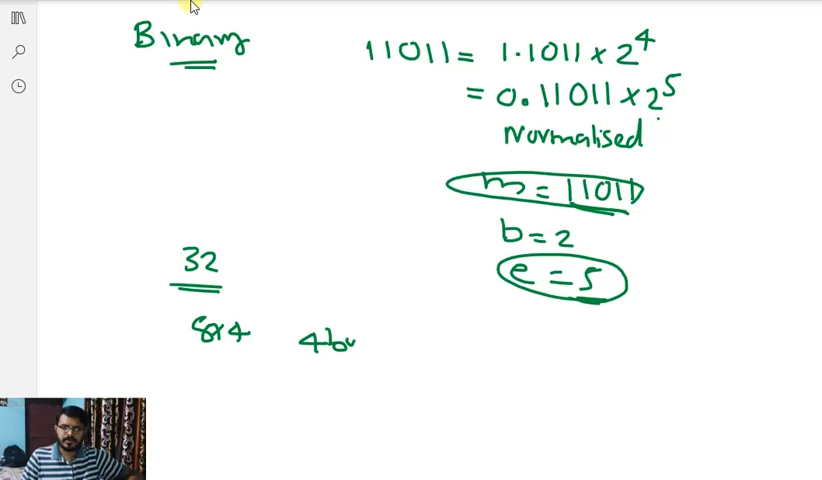 Binary
11011 = 1.1011 x 2^4
= 0.11011 x 2^5
Normalised
m = 11011
b = 2
e = 5
32
8x4